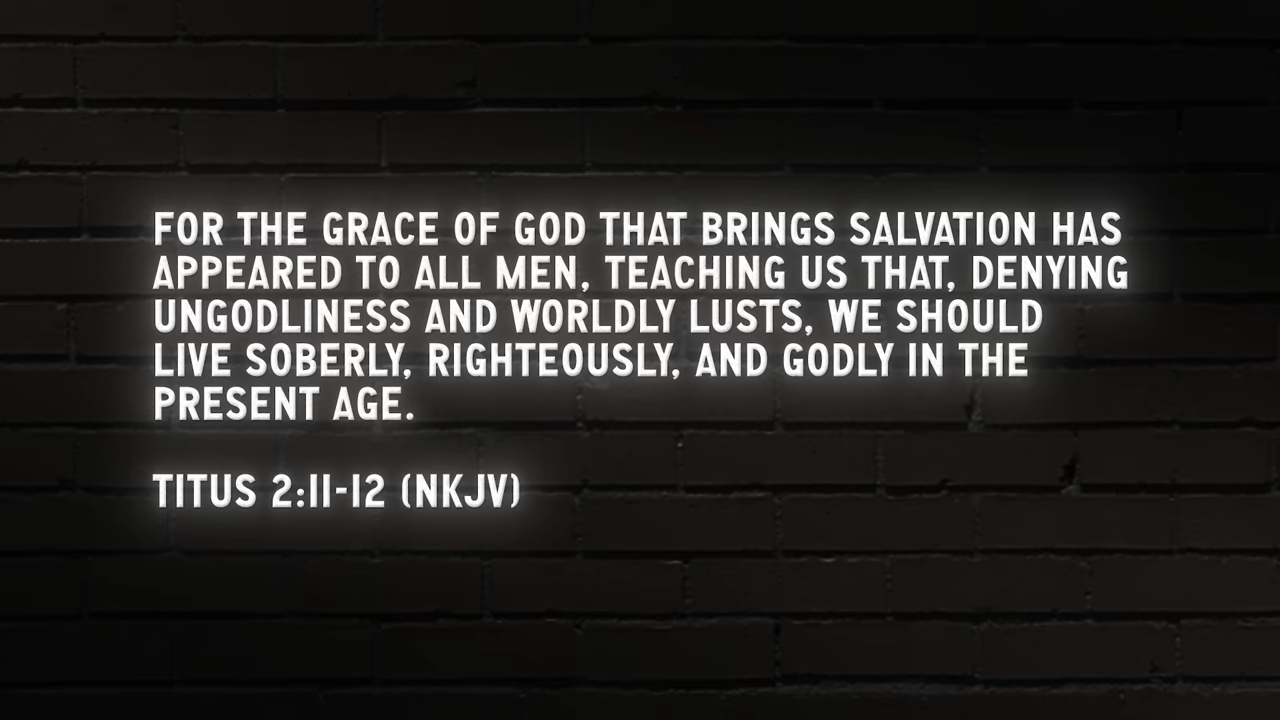 FOR THE GRACE OF GOD THAT BRINGS SALVATION HAS
APPEARED TO ALL MEN, TEACHING US THAT, DENYING
UNGODLINESS AND WORLDLY LUSTS, WE SHOULD
LIVE SOBERLY, RIGHTEOUSLY, AND GODLY IN THE
PRESENT AGE.
TITUS 2:11-12 (NKJV)